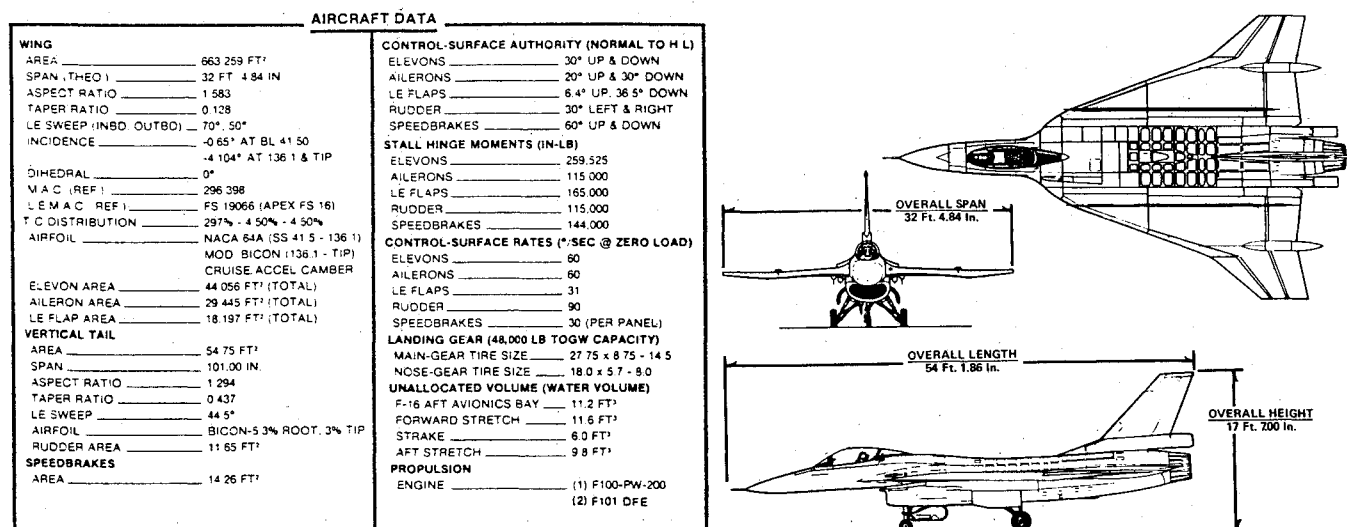 AIRCRAFT DATA
WING
AREA 663 259 FT²
SPAN (THEO) 32 FT 4.84 IN
ASPECT RATIO 1 583
TAPER RATIO 0.128
LE SWEEP (INBD, OUTBD) 70°, 50°
INCIDENCE -0 65° AT BL 41 50
-4 104° AT 136 1 & TIP
DIHEDRAL 0°
M A C (REF) 296 398
L E M A C REF) FS 19066 (APEX FS 16)
T C DISTRIBUTION 297% - 4 50% - 4 50%
AIRFOIL NACA 64A (SS 41 5 - 136 1)
MOD BICON (136.1 - TIP)
CRUISE/ACCEL CAMBER
ELEVON AREA 44 056 FT² (TOTAL)
AILERON AREA 29 445 FT² (TOTAL)
LE FLAP AREA 18.197 FT² (TOTAL)
VERTICAL TAIL
AREA 54 75 FT²
SPAN 101.00 IN.
ASPECT RATIO 1 294
TAPER RATIO 0 437
LE SWEEP 44 5°
AIRFOIL BICON-5 3% ROOT, 3% TIP
RUDDER AREA 11 65 FT²
SPEEDBRAKES
AREA 14 26 FT²
CONTROL-SURFACE AUTHORITY (NORMAL TO H L)
ELEVONS 30° UP & DOWN
AILERONS 20° UP & 30° DOWN
LE FLAPS 6.4° UP, 36 5° DOWN
RUDDER 30° LEFT & RIGHT
SPEEDBRAKES 60° UP & DOWN
STALL HINGE MOMENTS (IN-LB)
ELEVONS 259,525
AILERONS 115 000
LE FLAPS 165,000
RUDDER 115,000
SPEEDBRAKES 144,000
CONTROL-SURFACE RATES (°/SEC @ ZERO LOAD)
ELEVONS 60
AILERONS 60
LE FLAPS 31
RUDDER 90
SPEEDBRAKES 30 (PER PANEL)
LANDING GEAR (48,000 LB TOGW CAPACITY)
MAIN-GEAR TIRE SIZE 27 75 x 8 75 - 14 5
NOSE-GEAR TIRE SIZE 18.0 x 5.7 - 8.0
UNALLOCATED VOLUME (WATER VOLUME)
F-16 AFT AVIONICS BAY 11.2 FT³
FORWARD STRETCH 11.6 FT³
STRAKE 6.0 FT³
AFT STRETCH 9 8 FT³
PROPULSION
ENGINE (1) F100-PW-200
(2) F101 DFE
OVERALL SPAN
32 Ft. 4.84 In.
OVERALL LENGTH
54 Ft. 1.86 In.
OVERALL HEIGHT
17 Ft. 7.00 In.